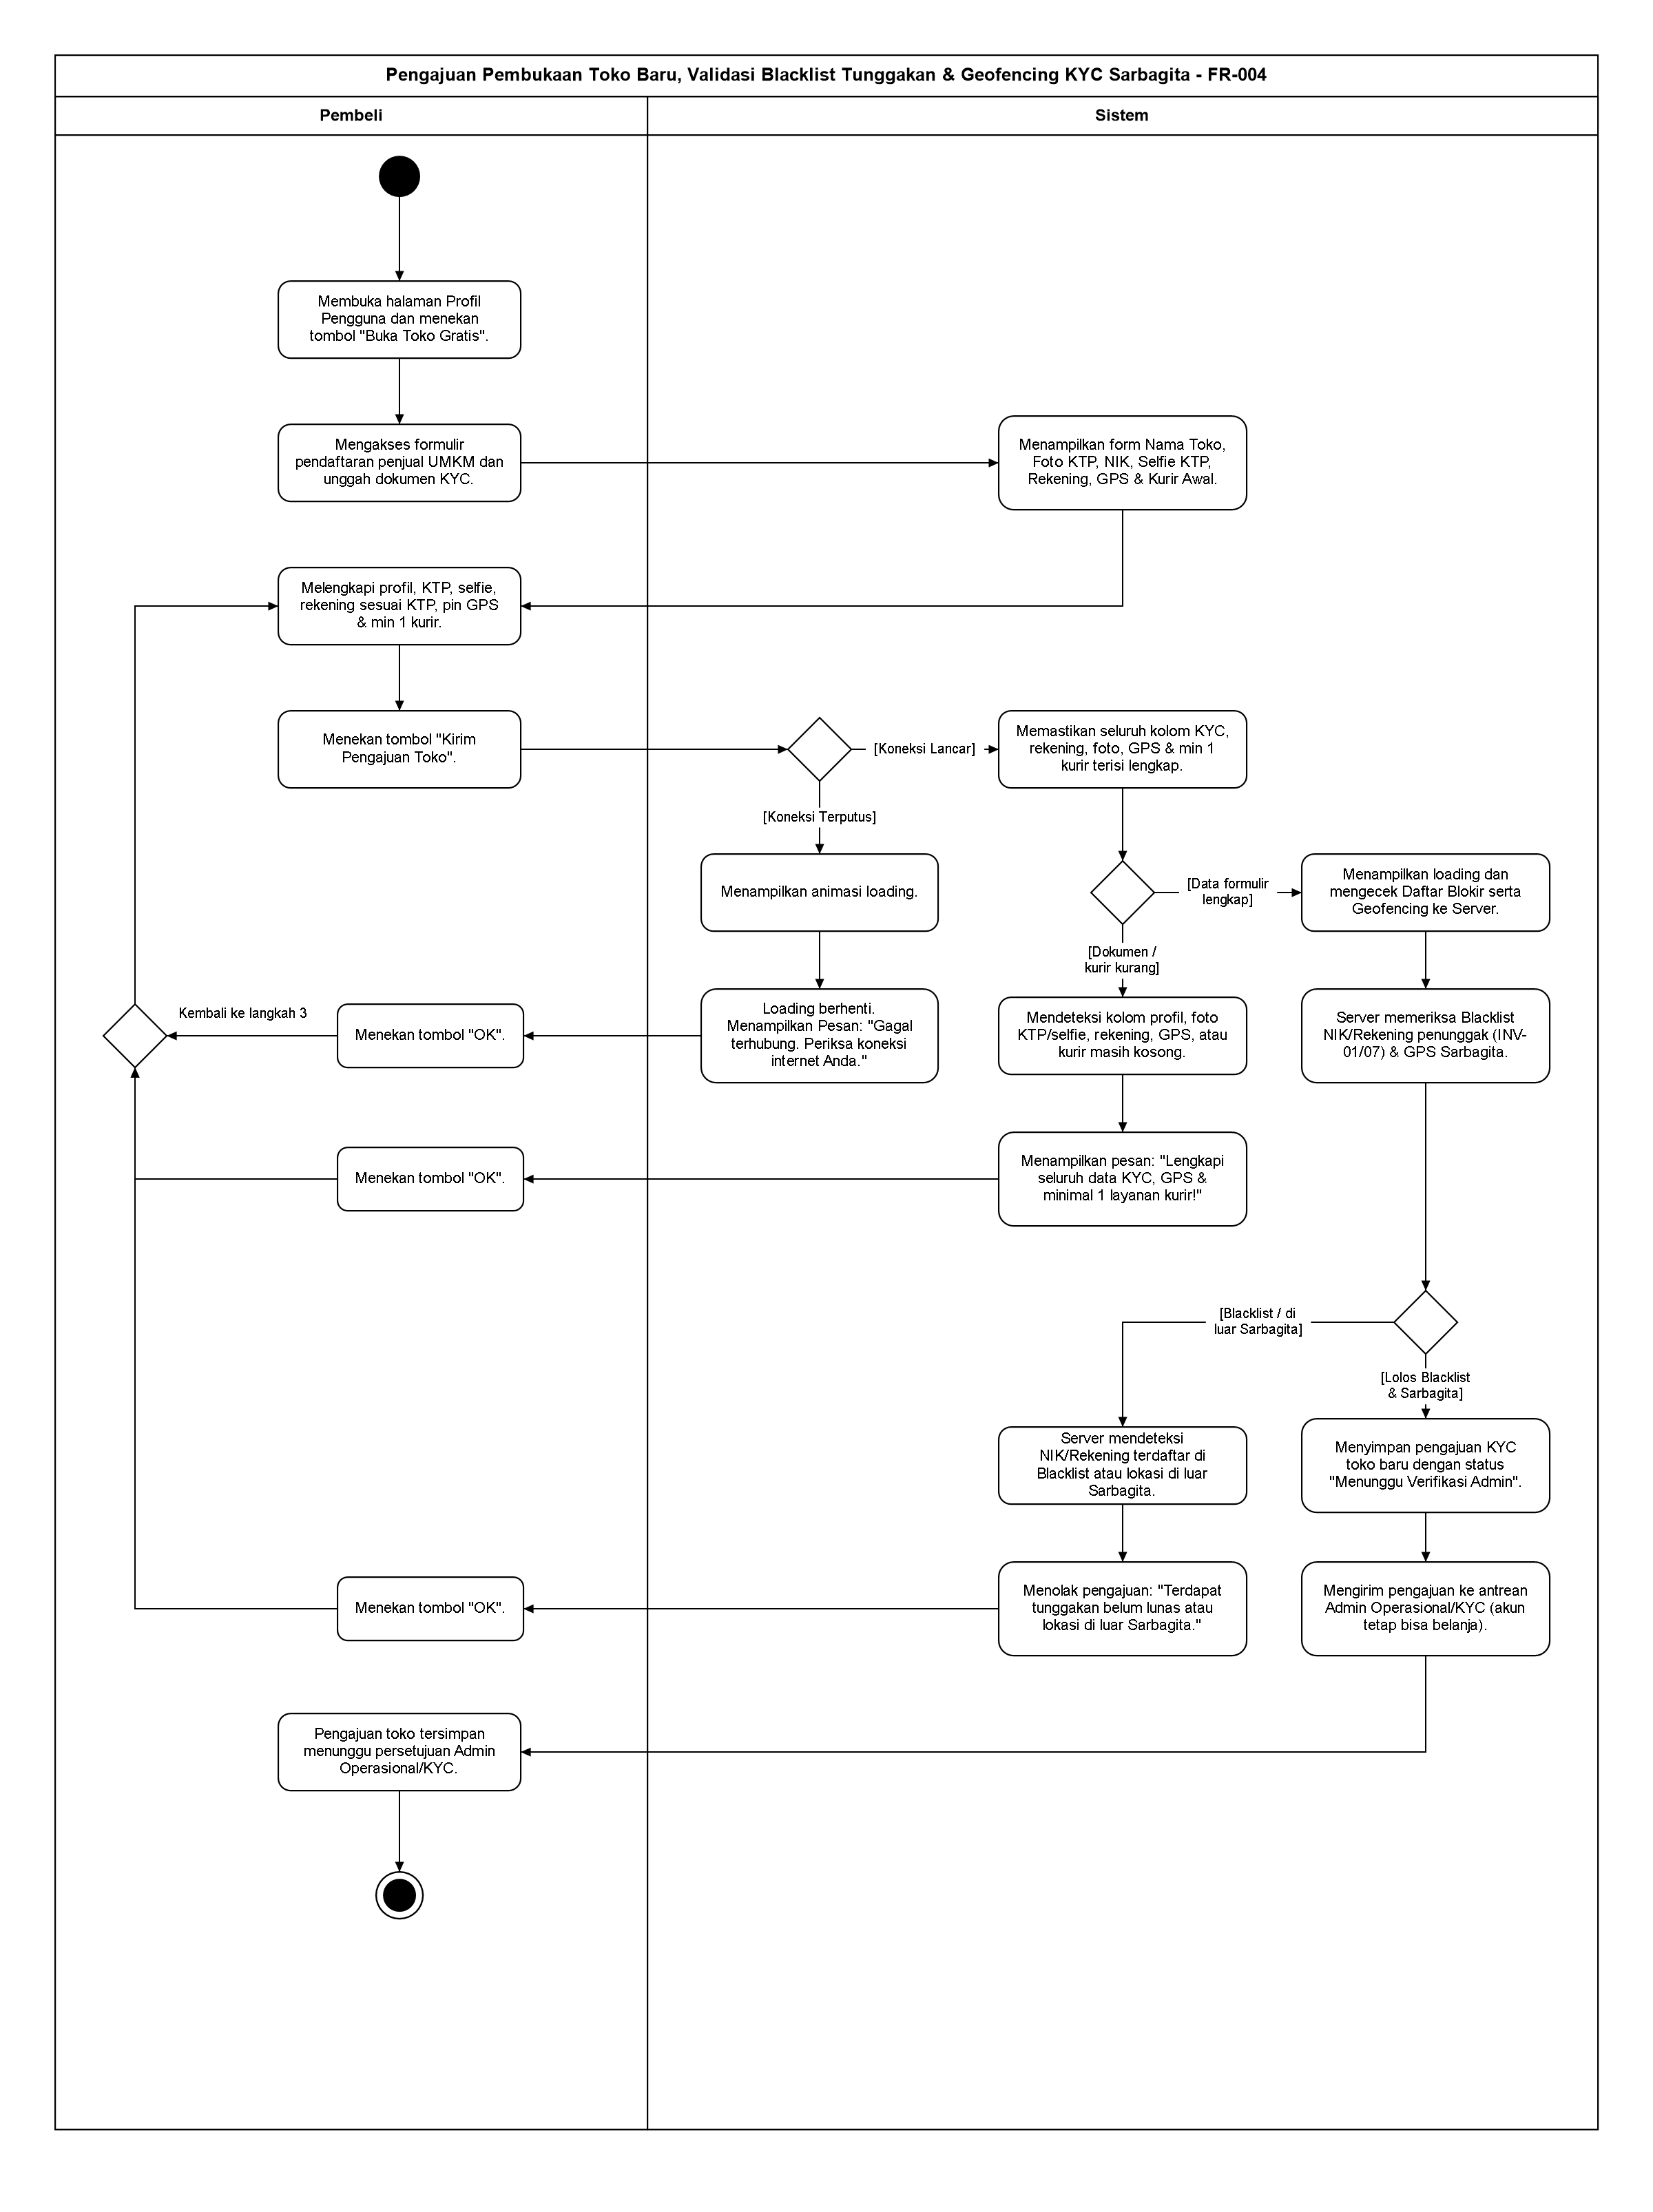 Pengajuan Pembukaan Toko Baru, Validasi Blacklist Tunggakan & Geofencing KYC Sarbagita - FR-004
Pembeli
Sistem
Membuka halaman Profil
Pengguna dan menekan
tombol "Buka Toko Gratis".
Mengakses formulir
pendaftaran penjual UMKM dan
unggah dokumen KYC.
Menampilkan form Nama Toko,
Foto KTP, NIK, Selfie KTP,
Rekening, GPS & Kurir Awal.
Melengkapi profil, KTP, selfie,
rekening sesuai KTP, pin GPS
& min 1 kurir.
Menekan tombol "Kirim
Pengajuan Toko".
[Koneksi Lancar]
Memastikan seluruh kolom KYC,
rekening, foto, GPS & min 1
kurir terisi lengkap.
[Koneksi Terputus]
Menampilkan animasi loading.
[Data formulir
lengkap]
Menampilkan loading dan
mengecek Daftar Blokir serta
Geofencing ke Server.
[Dokumen /
kurir kurang]
Kembali ke langkah 3
Menekan tombol "OK".
Loading berhenti.
Menampilkan Pesan: "Gagal
terhubung. Periksa koneksi
internet Anda."
Mendeteksi kolom profil, foto
KTP/selfie, rekening, GPS, atau
kurir masih kosong.
Server memeriksa Blacklist
NIK/Rekening penunggak (INV-
01/07) & GPS Sarbagita.
Menekan tombol "OK".
Menampilkan pesan: "Lengkapi
seluruh data KYC, GPS &
minimal 1 layanan kurir!"
[Blacklist / di
luar Sarbagita]
[Lolos Blacklist
& Sarbagita]
Server mendeteksi
NIK/Rekening terdaftar di
Blacklist atau lokasi di luar
Sarbagita.
Menyimpan pengajuan KYC
toko baru dengan status
"Menunggu Verifikasi Admin".
Menekan tombol "OK".
Menolak pengajuan: "Terdapat
tunggakan belum lunas atau
lokasi di luar Sarbagita."
Mengirim pengajuan ke antrean
Admin Operasional/KYC (akun
tetap bisa belanja).
Pengajuan toko tersimpan
menunggu persetujuan Admin
Operasional/KYC.